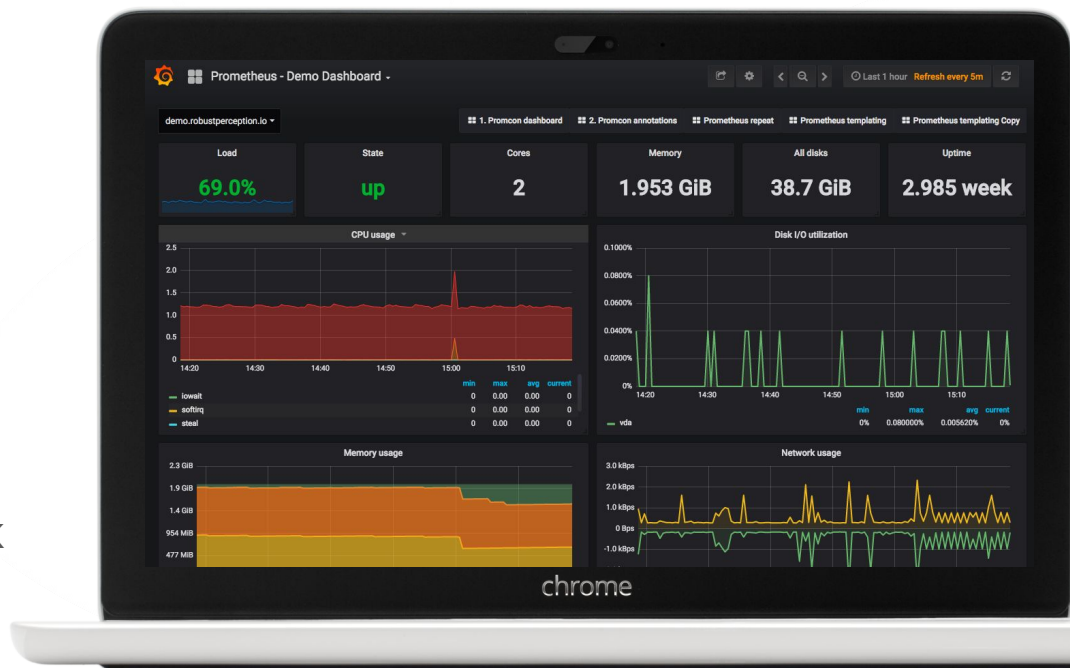 Prometheus - Demo Dashboard
Last 1 hour Refresh every 5m
demo.robustperception.io
1. Promcon dashboard 2. Promcon annotations Prometheus repeat Prometheus templating Prometheus templating Copy
Load State Cores Memory All disks Uptime
69.0% up 2 1.953 GiB 38.7 GiB 2.985 week
CPU usage
2.5
2.0
1.5
1.0
0.5
0
14:20 14:30 14:40 14:50 15:00 15:10
min max avg current
iowait 0 0.00 0.00 0
softirq 0 0.00 0.00 0
steal 0 0.00 0.00 0
Disk I/O utilization
0.1000%
0.0800%
0.0600%
0.0400%
0.0200%
0%
14:20 14:30 14:40 14:50 15:00 15:10
min max avg current
vda 0% 0.080000% 0.005620% 0%
Memory usage
2.3 GiB
1.9 GiB
1.4 GiB
954 MiB
477 MiB
Network usage
3.0 kBps
2.0 kBps
1.0 kBps
0 Bps
-1.0 kBps
chrome